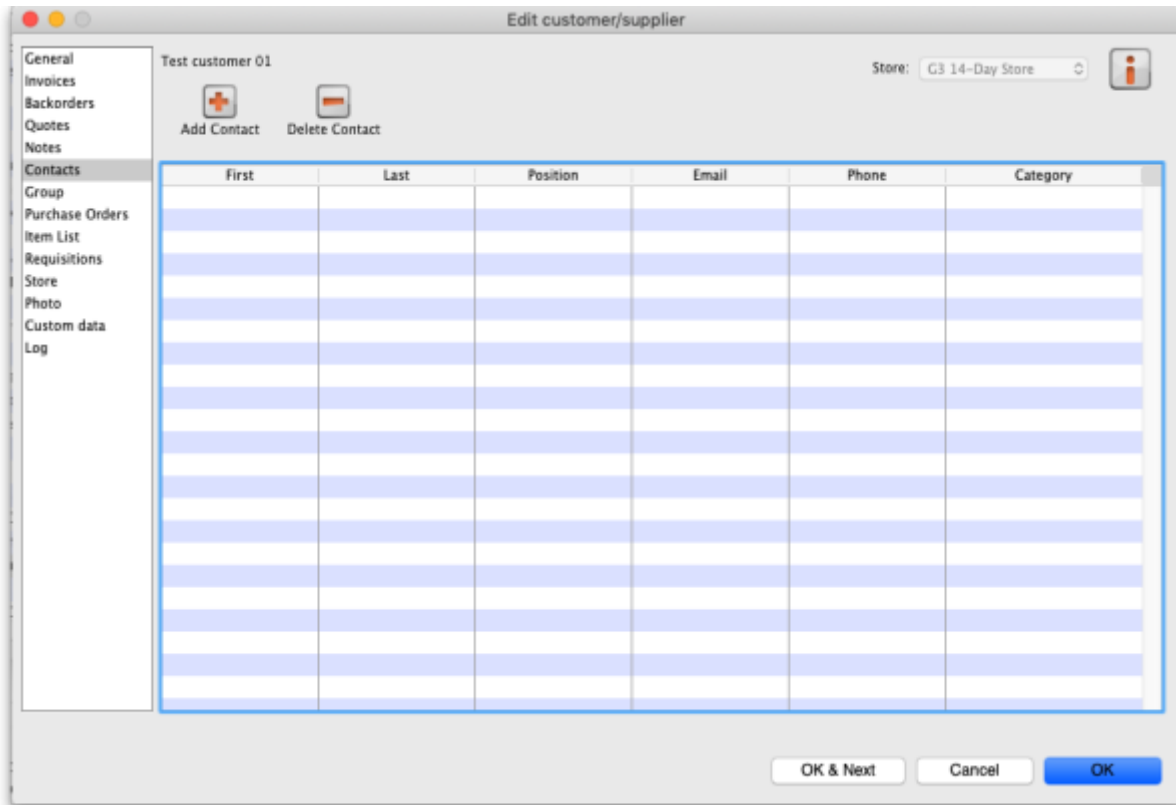 Edit customer/supplier
General
Invoices
Backorders
Quotes
Notes
Contacts
Group
Purchase Orders
Item List
Requisitions
Store
Photo
Custom data
Log
Test customer 01
Store: G3 14-Day Store
Add Contact Delete Contact
First Last Position Email Phone Category
OK & Next Cancel OK